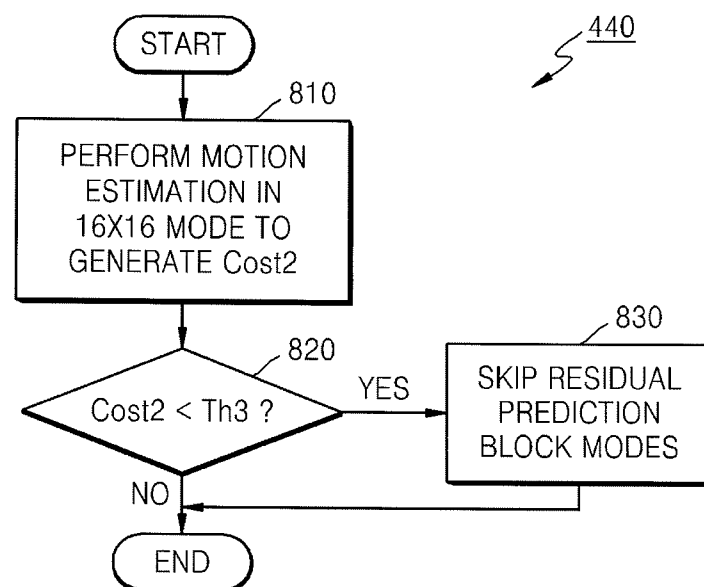 START
440
810
PERFORM MOTION
ESTIMATION IN
16X16 MODE TO
GENERATE Cost2
820
Cost2 < Th3 ?
YES
830
SKIP RESIDUAL
PREDICTION
BLOCK MODES
NO
END